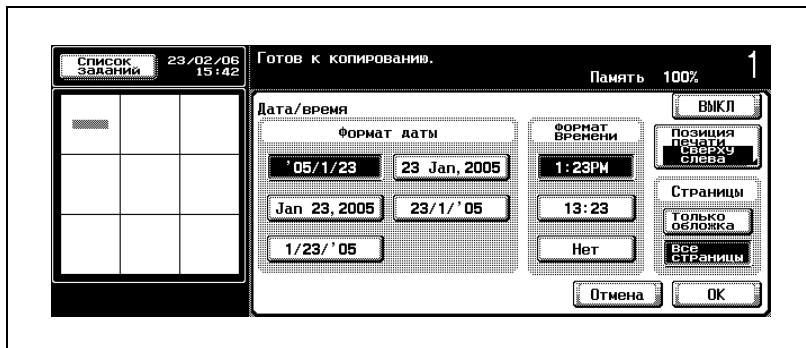 Список
заданий
23/02/06
15:42
Готов к копированию.
Память 100%
1
Дата/время
ВЫКЛ
Формат даты
Формат
Времени
Позиция
печати
Сверху
слева
'05/1/23
23 Jan, 2005
1:23PM
Страницы
Jan 23, 2005
23/1/'05
13:23
Только
обложка
1/23/'05
Нет
Все
страницы
Отмена
OK